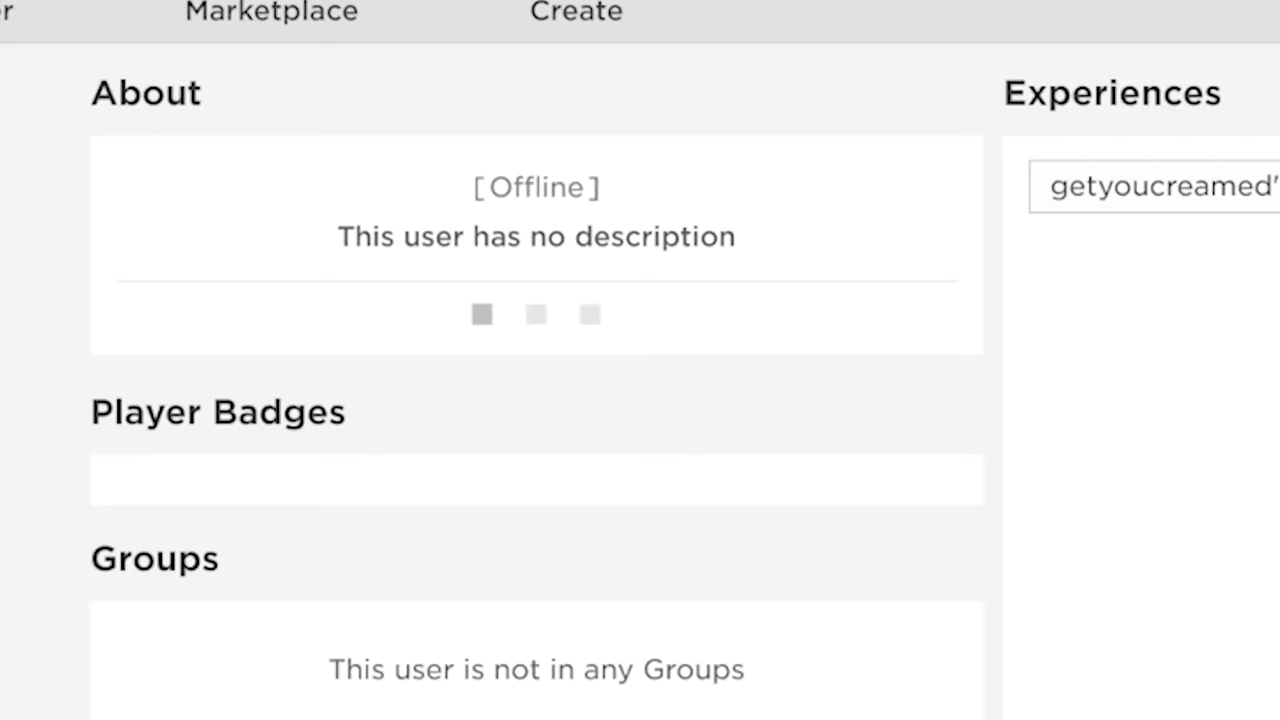 Marketplace Create
About
[Offline]
This user has no description
Player Badges
Groups
This user is not in any Groups
Experiences
getyoucreamed'